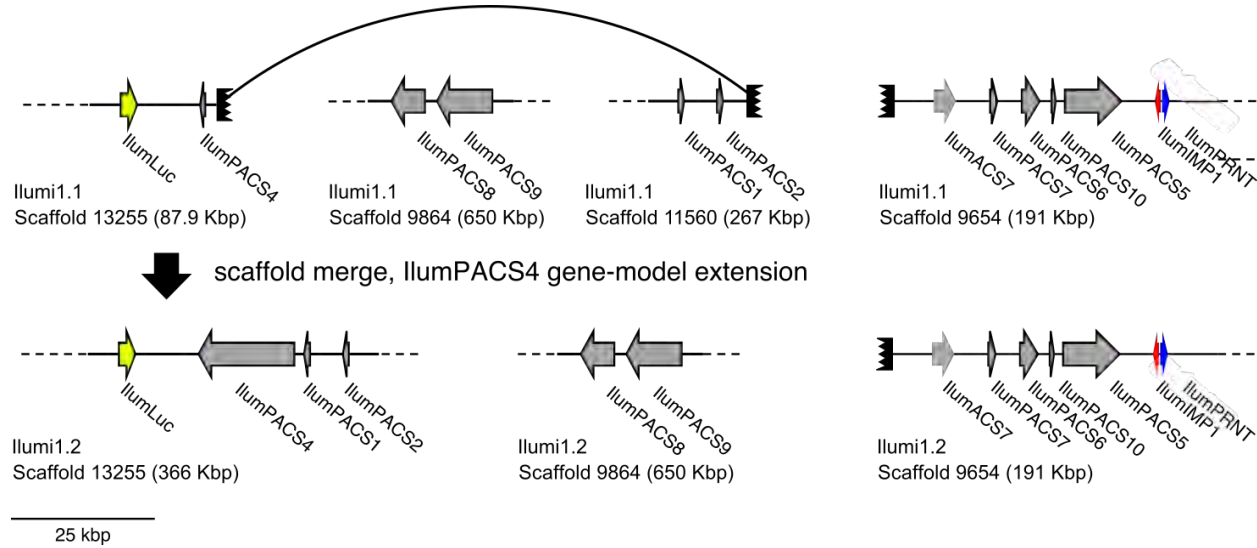 IlumLuc
IlumPACS4
IlumPACS8
IlumPACS9
IlumPACS1
IlumPACS2
IlumACS7
IlumPACS7
IlumPACS6
IlumPACS10
IlumPACS5
IlumIMP1
IlumPRNT
Ilumi1.1
Scaffold 13255 (87.9 Kbp)
Ilumi1.1
Scaffold 9864 (650 Kbp)
Ilumi1.1
Scaffold 11560 (267 Kbp)
Ilumi1.1
Scaffold 9654 (191 Kbp)
scaffold merge, IlumPACS4 gene-model extension
IlumLuc
IlumPACS4
IlumPACS1
IlumPACS2
IlumPACS8
IlumPACS9
IlumACS7
IlumPACS7
IlumPACS6
IlumPACS10
IlumPACS5
IlumIMP1
IlumPRNT
Ilumi1.2
Scaffold 13255 (366 Kbp)
Ilumi1.2
Scaffold 9864 (650 Kbp)
Ilumi1.2
Scaffold 9654 (191 Kbp)
25 kbp